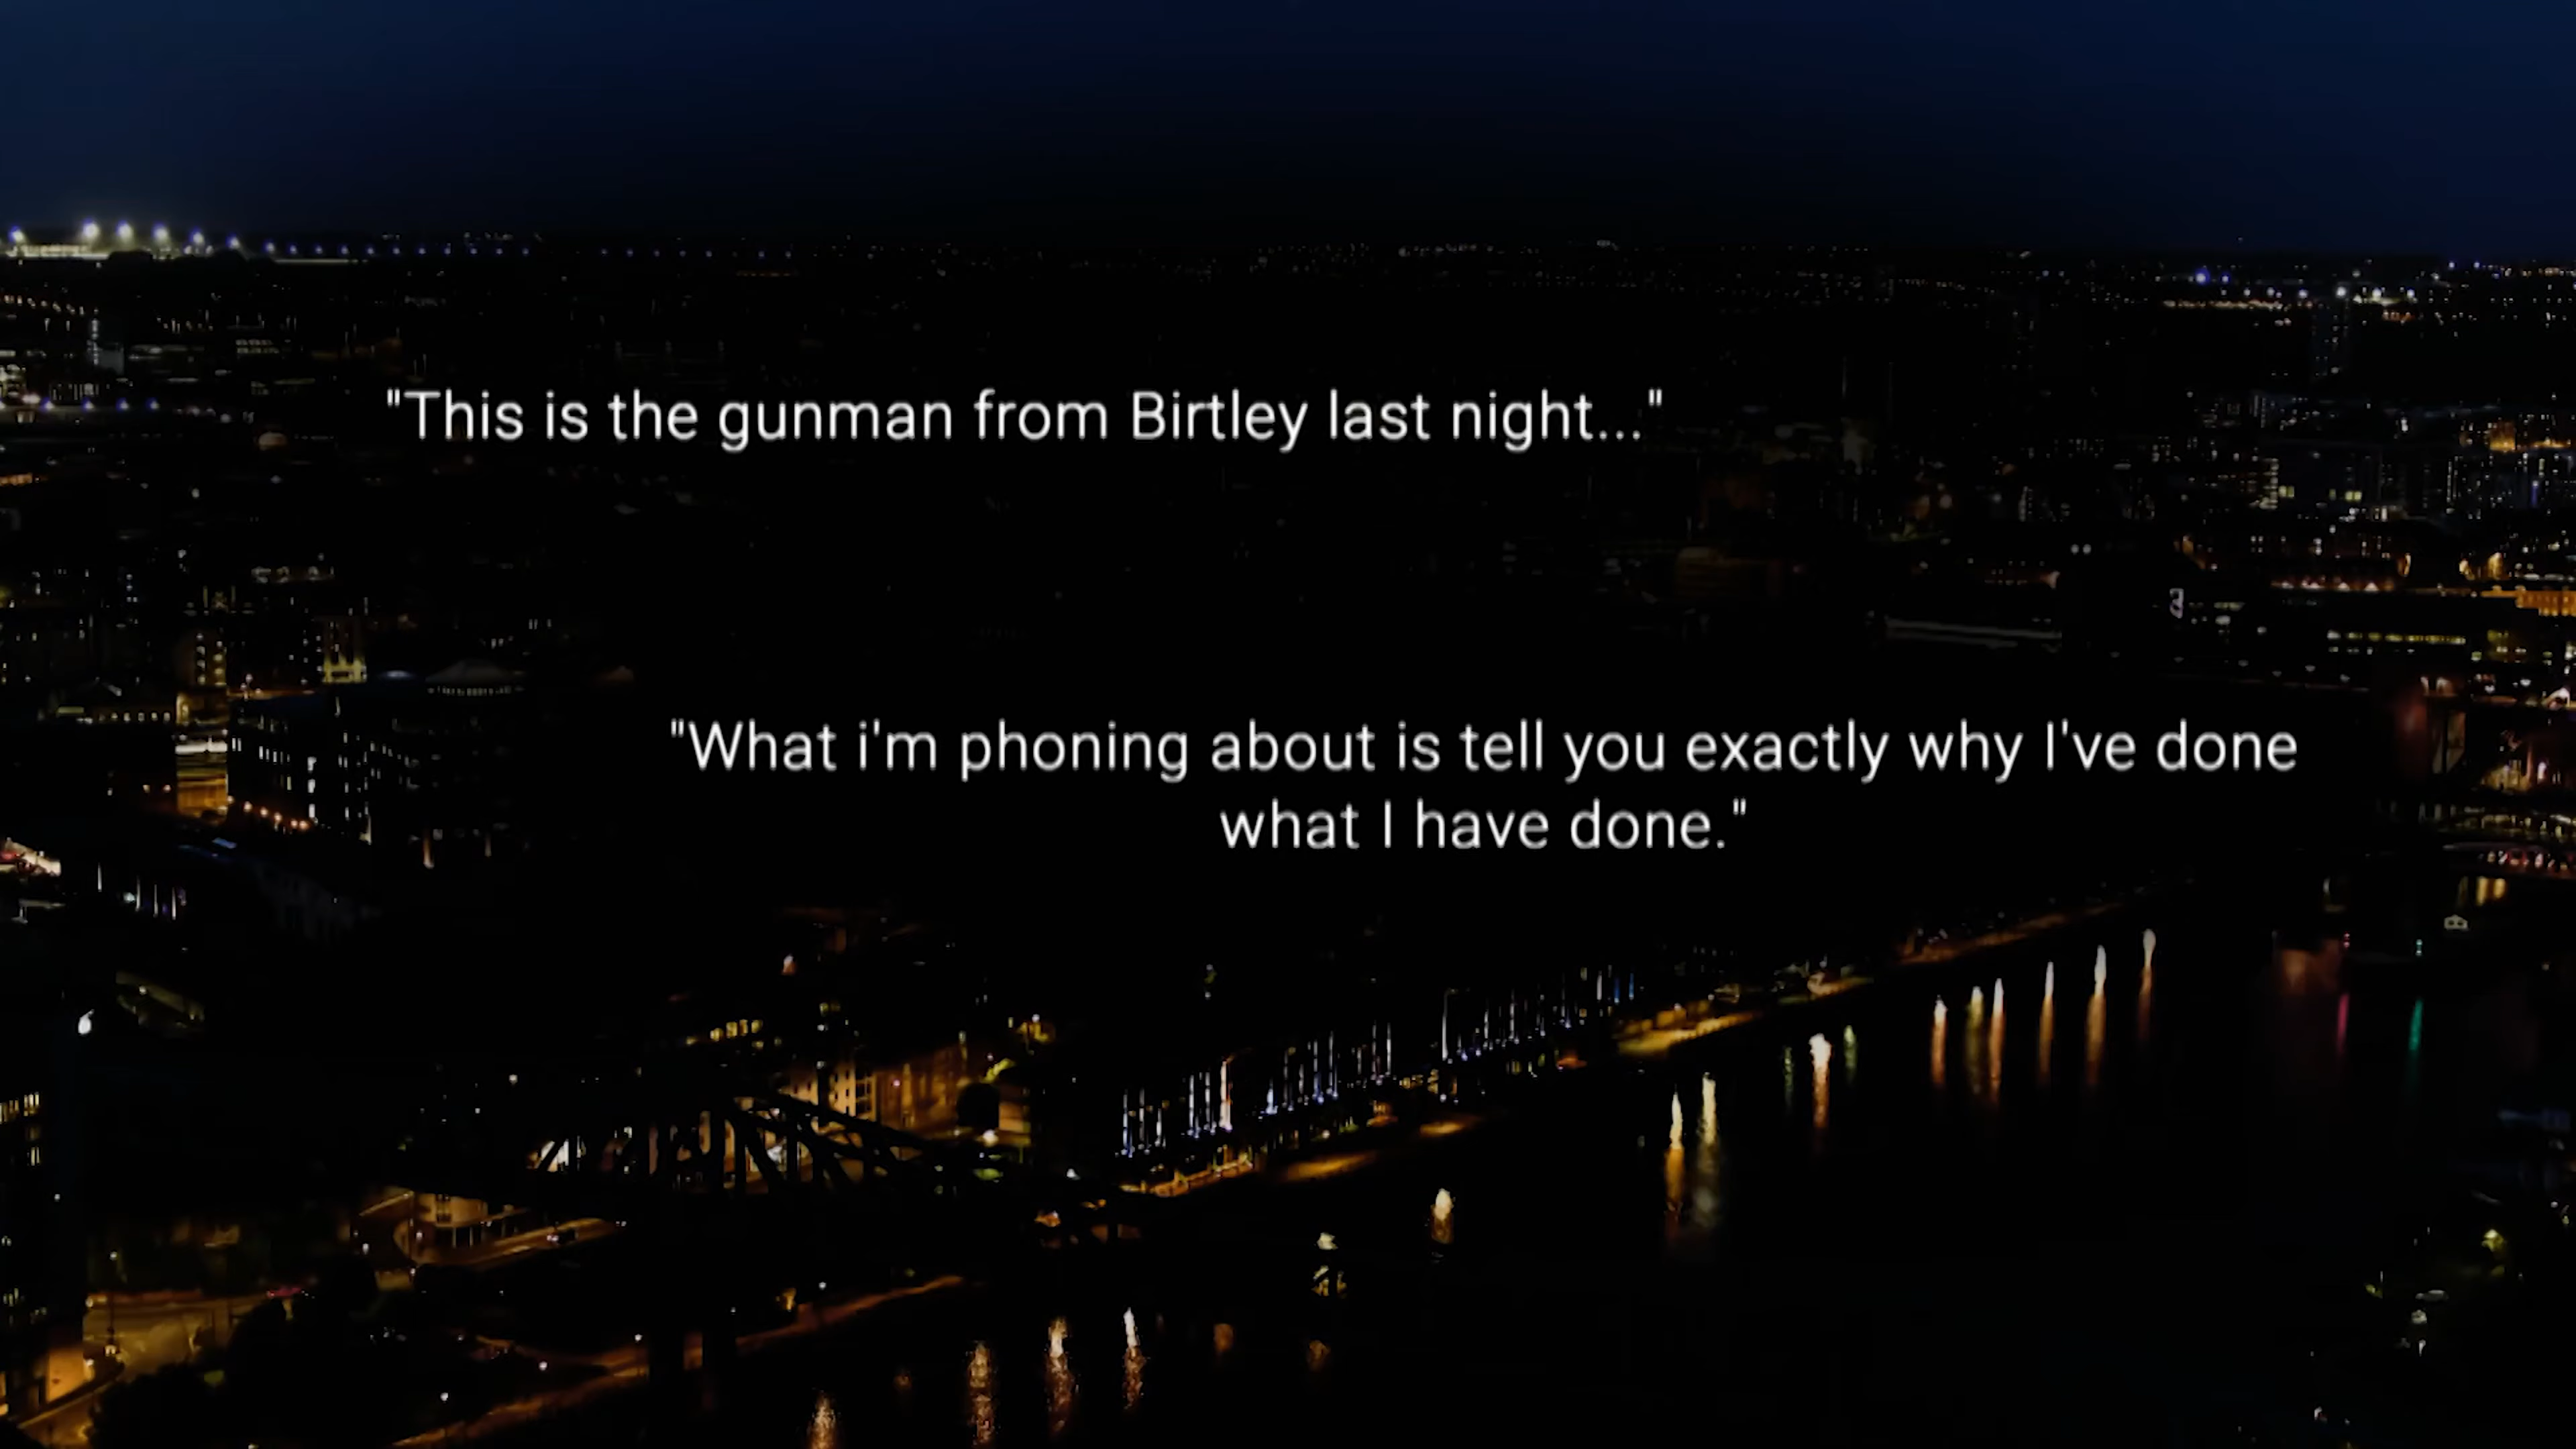 "This is the gunman from Birtley last night..."
"What i'm phoning about is tell you exactly why I've done
what I have done."